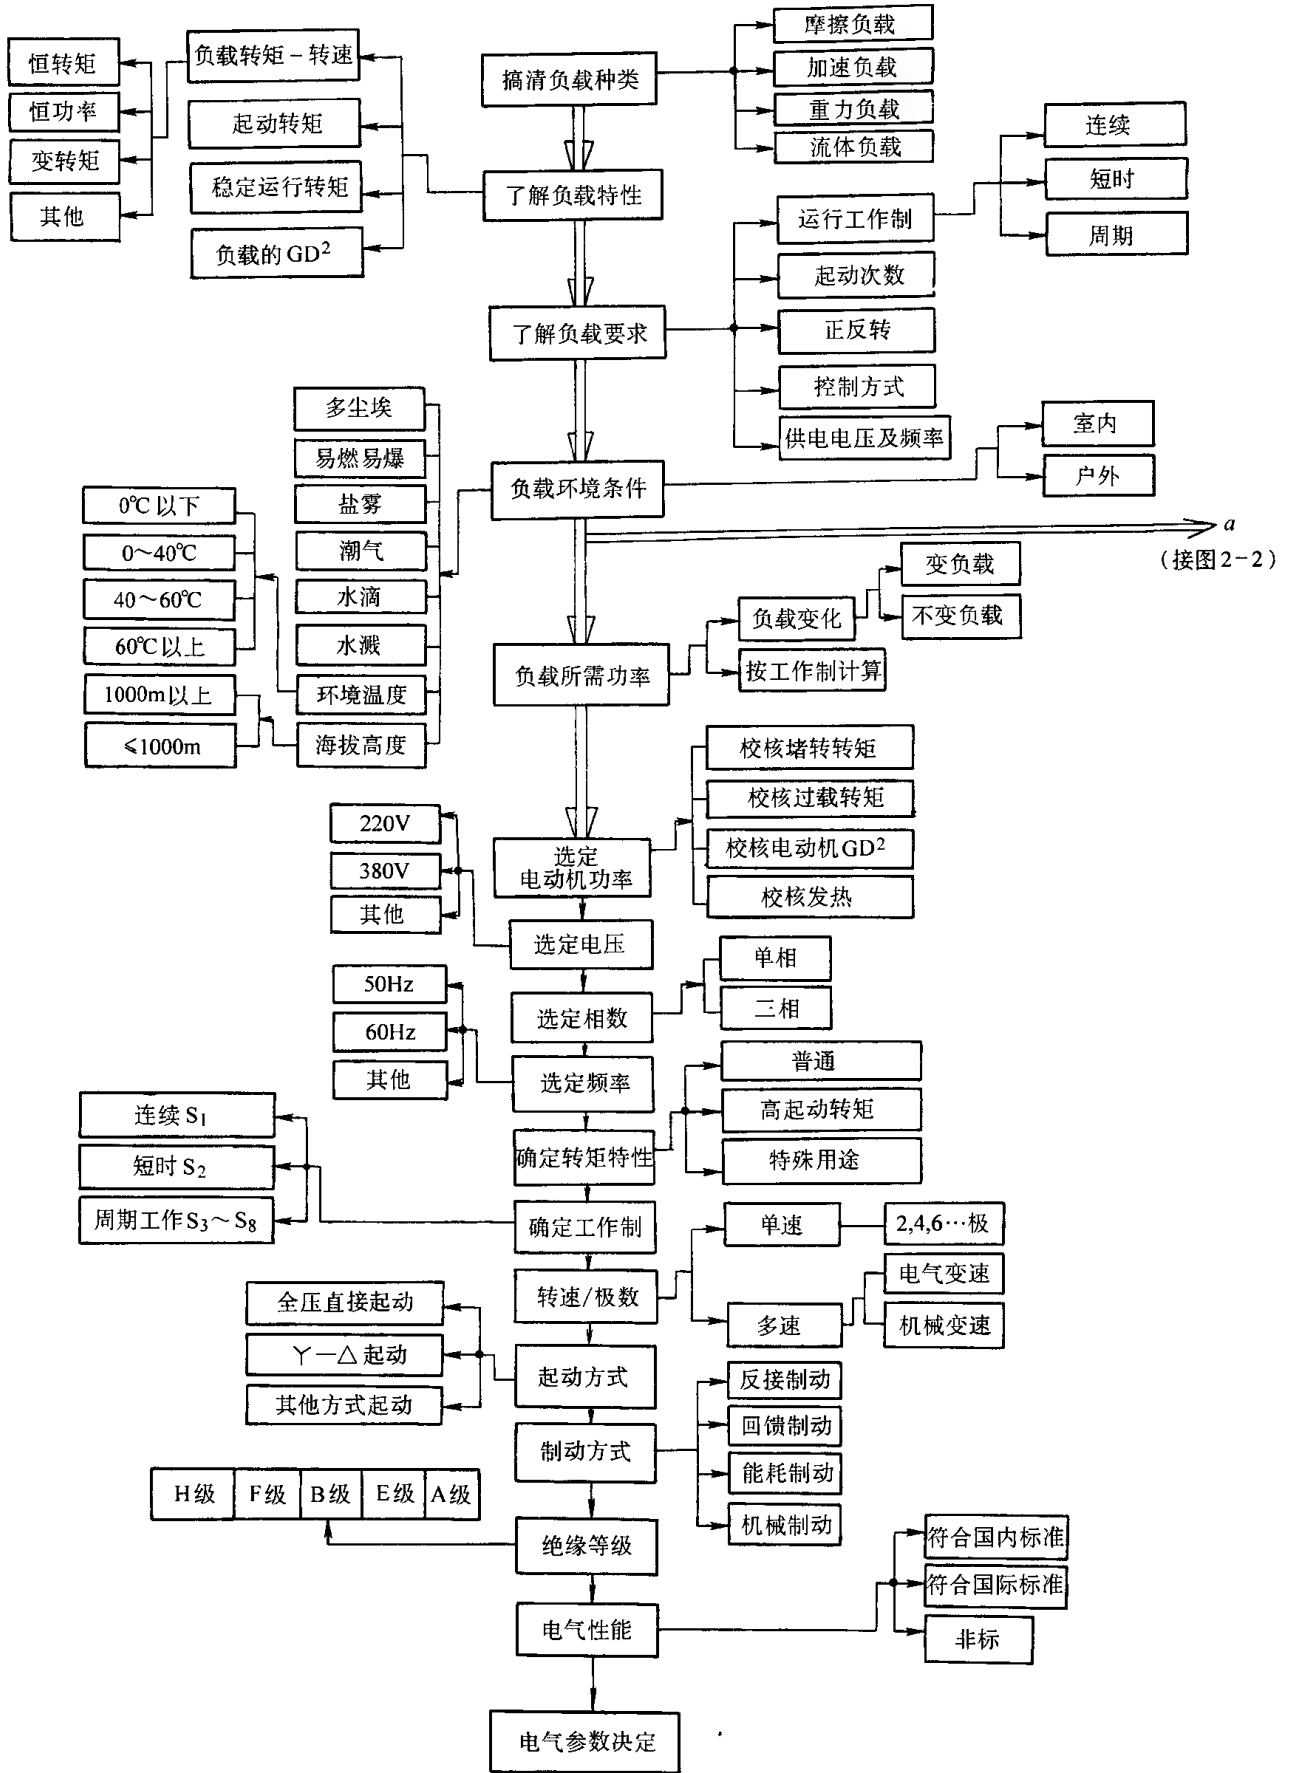 搞清负载种类
摩擦负载
加速负载
重力负载
流体负载
了解负载特性
负载转矩－转速
起动转矩
稳定运行转矩
负载的 GD²
恒转矩
恒功率
变转矩
其他
了解负载要求
运行工作制
起动次数
正反转
控制方式
供电电压及频率
连续
短时
周期
负载环境条件
多尘埃
易燃易爆
盐雾
潮气
水滴
水溅
环境温度
海拔高度
0℃以下
0～40℃
40～60℃
60℃以上
1000m以上
≤1000m
室内
户外
a
（接图2-2）
负载所需功率
负载变化
按工作制计算
变负载
不变负载
选定
电动机功率
校核堵转转矩
校核过载转矩
校核电动机GD²
校核发热
选定电压
220V
380V
其他
选定相数
单相
三相
选定频率
50Hz
60Hz
其他
确定转矩特性
普通
高起动转矩
特殊用途
确定工作制
连续 S₁
短时 S₂
周期工作S₃～S₈
转速/极数
单速
2,4,6…极
多速
电气变速
机械变速
起动方式
全压直接起动
Y—△起动
其他方式起动
制动方式
反接制动
回馈制动
能耗制动
机械制动
绝缘等级
H级 F级 B级 E级 A级
电气性能
符合国内标准
符合国际标准
非标
电气参数决定